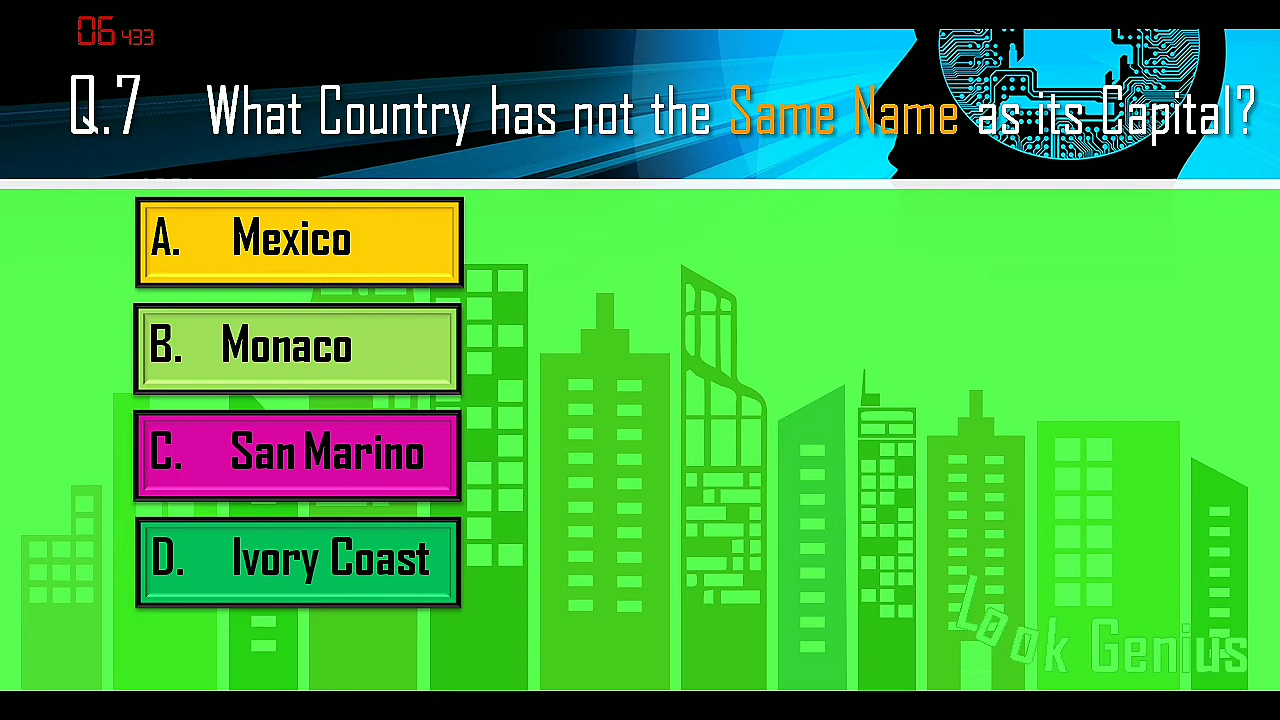 06 433
Q.7 What Country has not the Same Name as its Capital?
A. Mexico
B. Monaco
C. San Marino
D. Ivory Coast
Look Genius